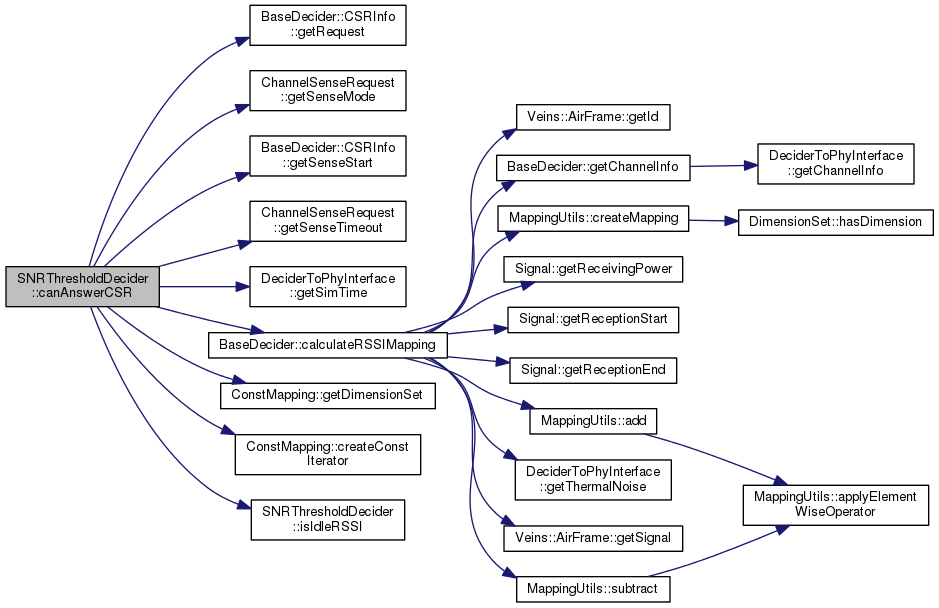 SNRThresholdDecider
::canAnswerCSR
BaseDecider::CSRInfo
::getRequest
ChannelSenseRequest
::getSenseMode
BaseDecider::CSRInfo
::getSenseStart
ChannelSenseRequest
::getSenseTimeout
DeciderToPhyInterface
::getSimTime
BaseDecider::calculateRSSIMapping
ConstMapping::getDimensionSet
ConstMapping::createConst
Iterator
SNRThresholdDecider
::isIdleRSSI
Veins::AirFrame::getId
BaseDecider::getChannelInfo
MappingUtils::createMapping
Signal::getReceivingPower
Signal::getReceptionStart
Signal::getReceptionEnd
MappingUtils::add
DeciderToPhyInterface
::getThermalNoise
Veins::AirFrame::getSignal
MappingUtils::subtract
DeciderToPhyInterface
::getChannelInfo
DimensionSet::hasDimension
MappingUtils::applyElement
WiseOperator